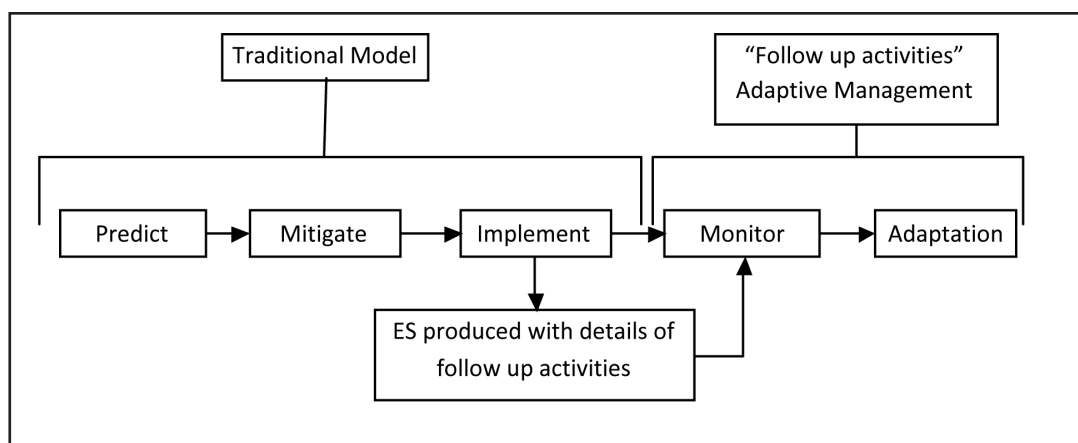 Traditional Model
“Follow up activities”
Adaptive Management
Predict
Mitigate
Implement
Monitor
Adaptation
ES produced with details of
follow up activities